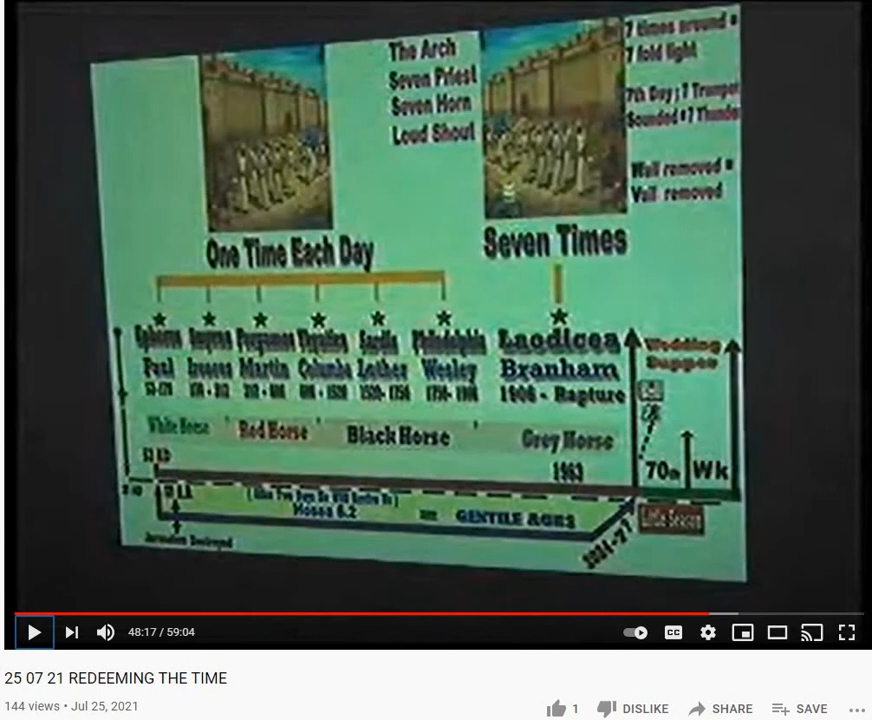 The Arch
Seven Priest
Seven Horn
Loud Shout
7 times around =
7 fold light
7th Day ; 7 Trumpet
Sounded = 7 Thunde
Wall removed =
Vail removed
One Time Each Day
Seven Times
Ephesus Smyrna Pergamos Thyatira Sardis Philadelphia Laodicea
Paul Irenaeus Martin Columba Luther Wesley Branham
1906 - Rapture
Wedding
Supper
White Horse Red Horse Black Horse Grey Horse
1963
70th Wk
Hosea 6.2 = GENTILE AGES
Jerusalem Destroyed
48:17 / 59:04
CC
25 07 21 REDEEMING THE TIME
144 views • Jul 25, 2021
1 DISLIKE SHARE SAVE